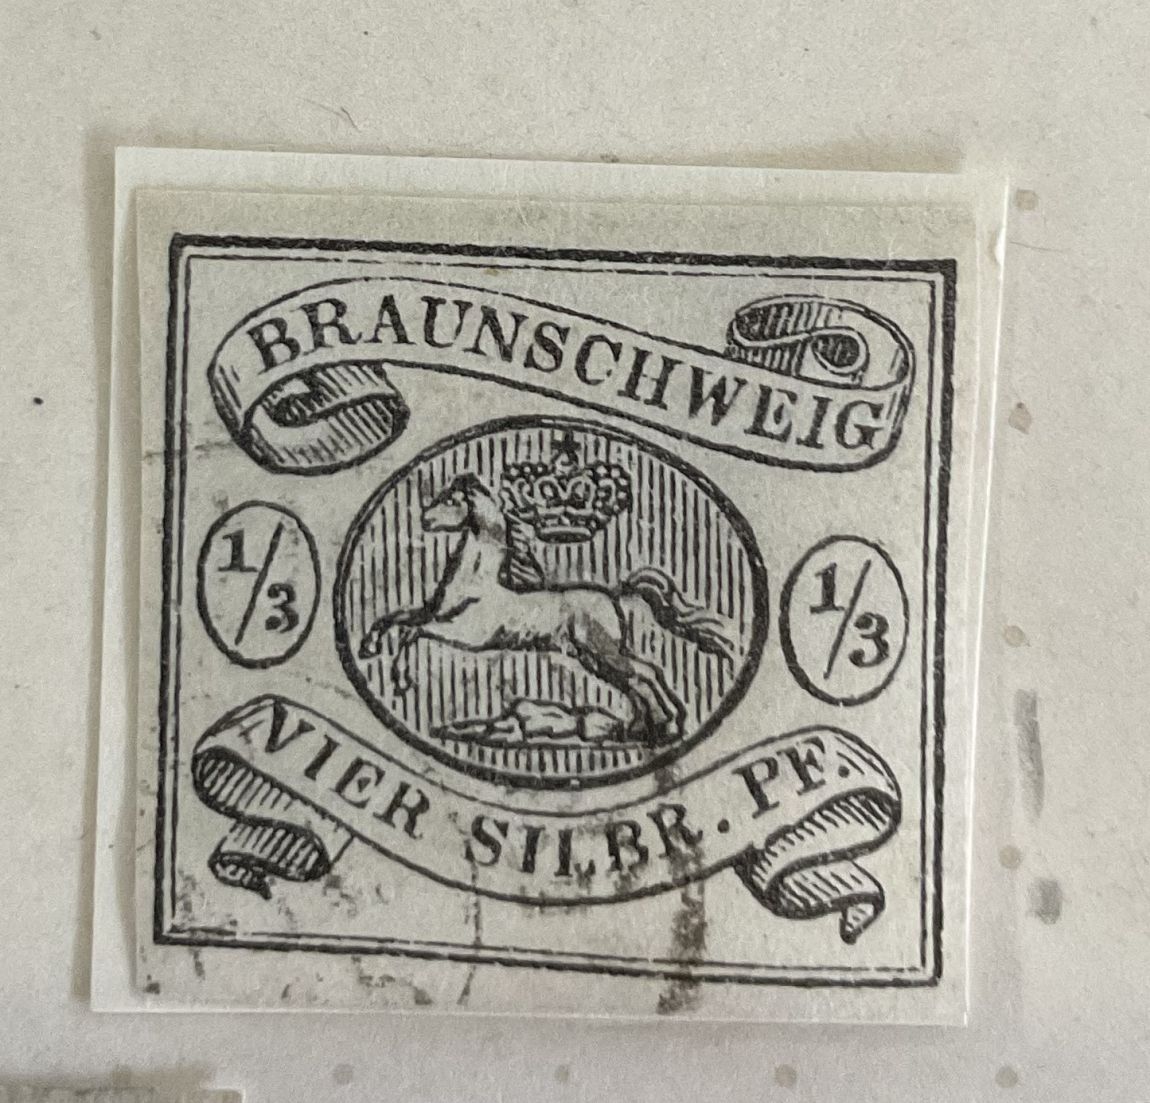 BRAUNSCHWEIG
1/3
1/3
VIER SILBR. PF.